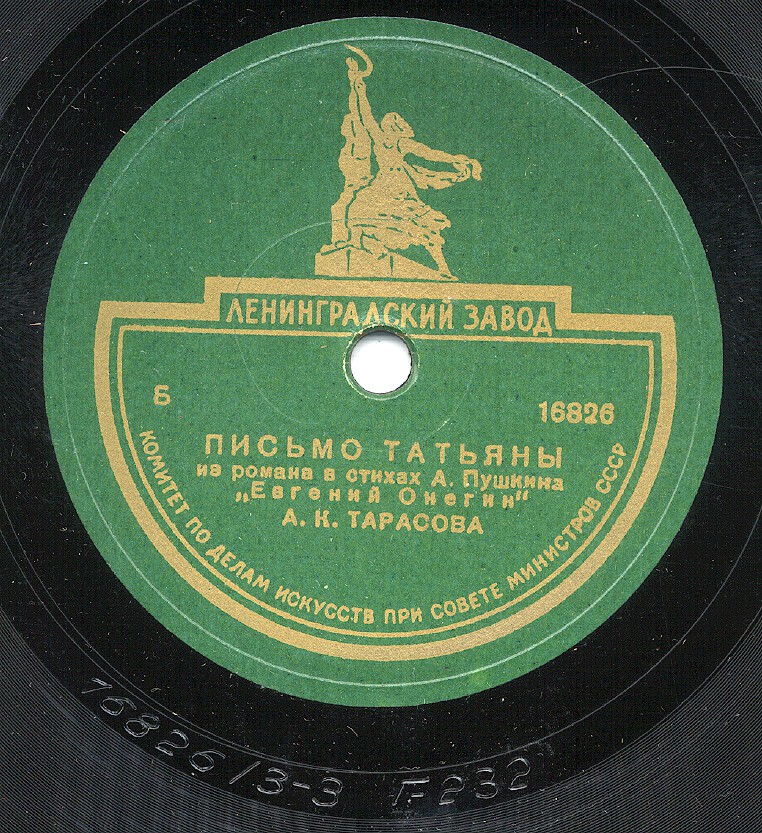 ЛЕНИНГРАДСКИЙ ЗАВОД
Б
16826
ПИСЬМО ТАТЬЯНЫ
из романа в стихах А. Пушкина
„Евгений Онегин"
А. К. ТАРАСОВА
КОМИТЕТ ПО ДЕЛАМ ИСКУССТВ ПРИ СОВЕТЕ МИНИСТРОВ СССР
16826/3-3 Г-232